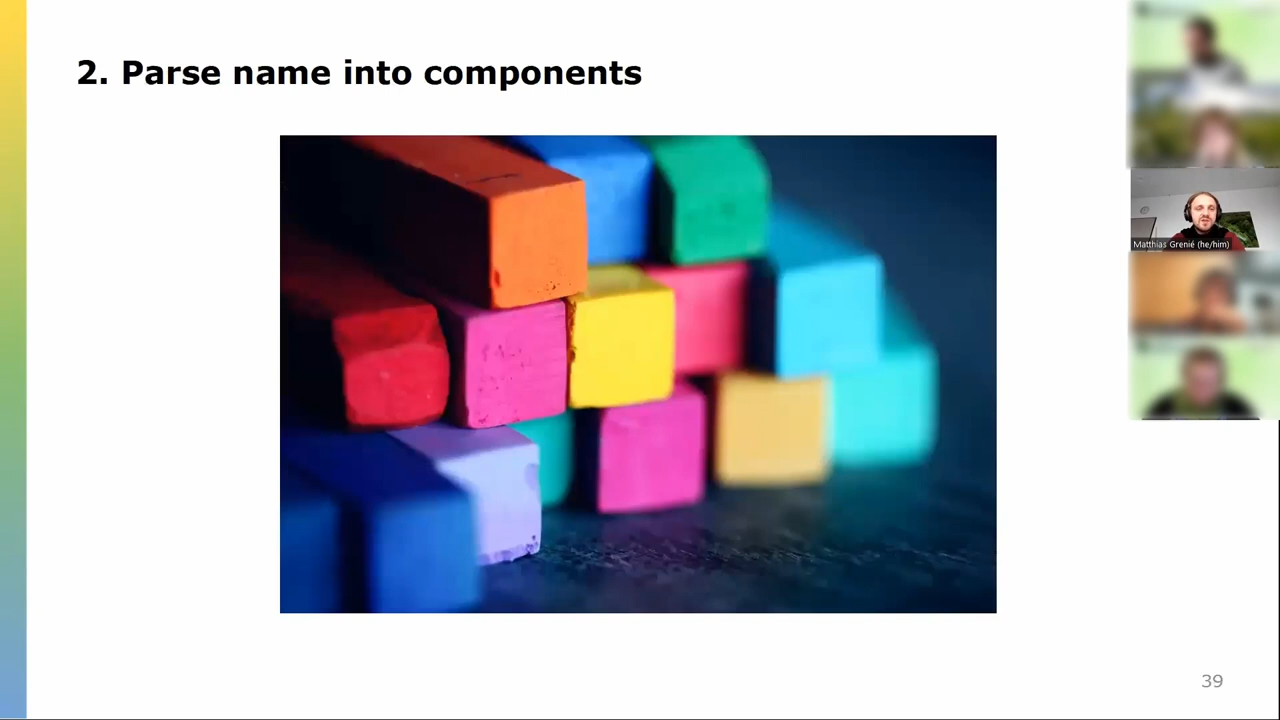 2. Parse name into components
Matthias Grenié (he/him)
39